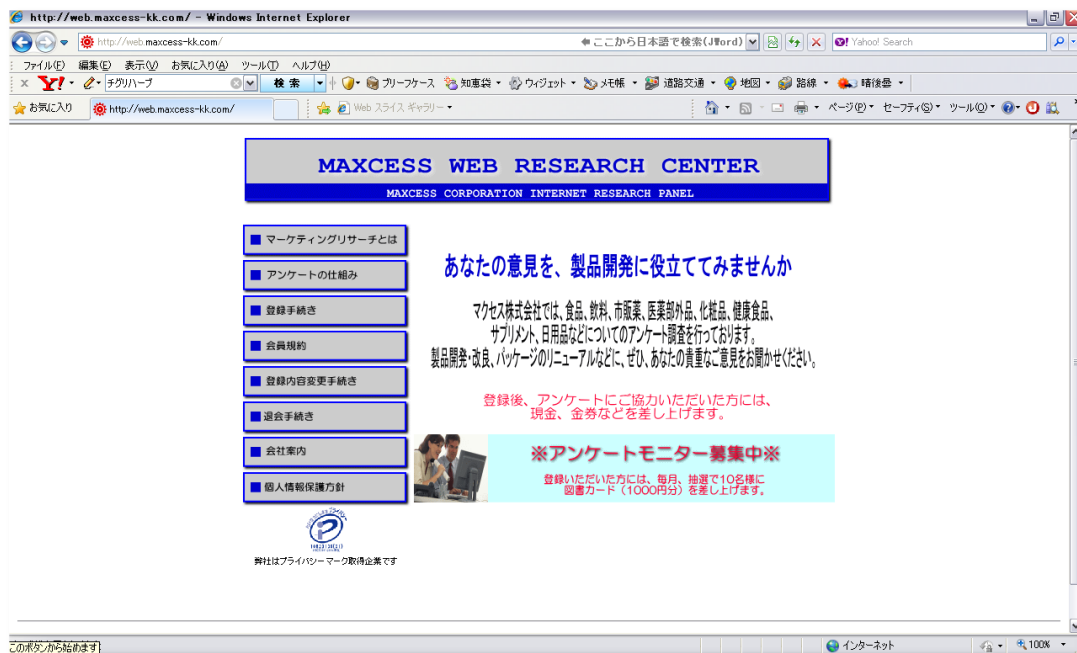 http://web.maxcess-kk.com/ - Windows Internet Explorer
http://web.maxcess-kk.com/
ここから日本語で検索(JWord)
Yahoo! Search
ファイル(F) 編集(E) 表示(V) お気に入り(A) ツール(T) ヘルプ(H)
x Y! チグリハーブ 検索 ブリーフケース 知恵袋 ウィジェット メモ帳 道路交通 地図 路線 晴後曇
お気に入り http://web.maxcess-kk.com/ Web スライス ギャラリー ページ(P) セーフティ(S) ツール(O)
MAXCESS WEB RESEARCH CENTER
MAXCESS CORPORATION INTERNET RESEARCH PANEL
マーケティングリサーチとは
アンケートの仕組み
登録手続き
会員規約
登録内容変更手続き
退会手続き
会社案内
個人情報保護方針
弊社はプライバシーマーク取得企業です
あなたの意見を、製品開発に役立ててみませんか
マクセス株式会社では、食品、飲料、市販薬、医薬部外品、化粧品、健康食品、
サプリメント、日用品などについてのアンケート調査を行っております。
製品開発・改良、パッケージのリニューアルなどに、ぜひ、あなたの貴重なご意見をお聞かせください。
登録後、アンケートにご協力いただいた方には、
現金、金券などを差し上げます。
※アンケートモニター募集中※
登録いただいた方には、毎月、抽選で10名様に
図書カード（1000円分）を差し上げます。
このボタンから始めます
インターネット
100%